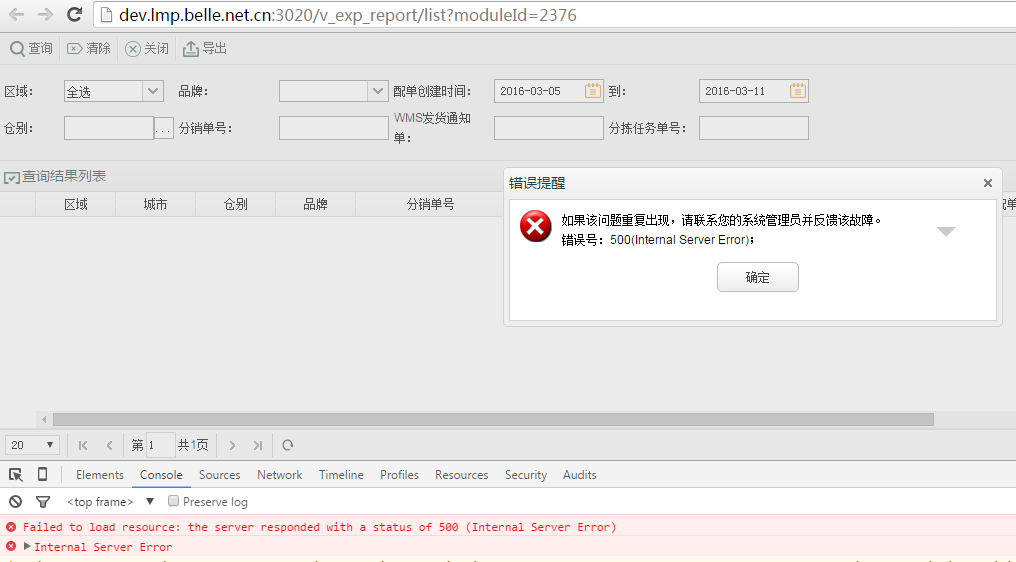 dev.lmp.belle.net.cn:3020/v_exp_report/list?moduleId=2376
查询 清除 关闭 导出
区域： 全选 品牌： 配单创建时间： 2016-03-05 到： 2016-03-11
仓别： ... 分销单号： WMS发货通知单： 分拣任务单号：
查询结果列表
区域 城市 仓别 品牌 分销单号
错误提醒
如果该问题重复出现，请联系您的系统管理员并反馈该故障。
错误号：500(Internal Server Error)；
确定
20 第 1 共1页
Elements Console Sources Network Timeline Profiles Resources Security Audits
<top frame> Preserve log
Failed to load resource: the server responded with a status of 500 (Internal Server Error)
Internal Server Error